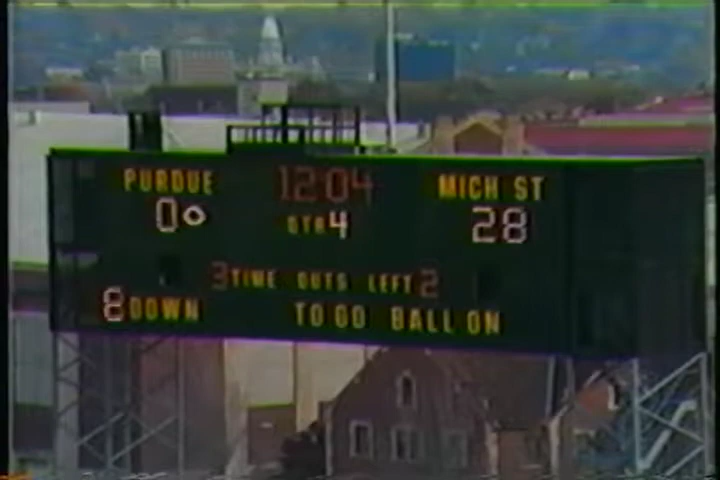 PURDUE 12:04 MICH ST
0 QTR 4 28
3 TIME OUTS LEFT 2
8 DOWN TO GO BALL ON